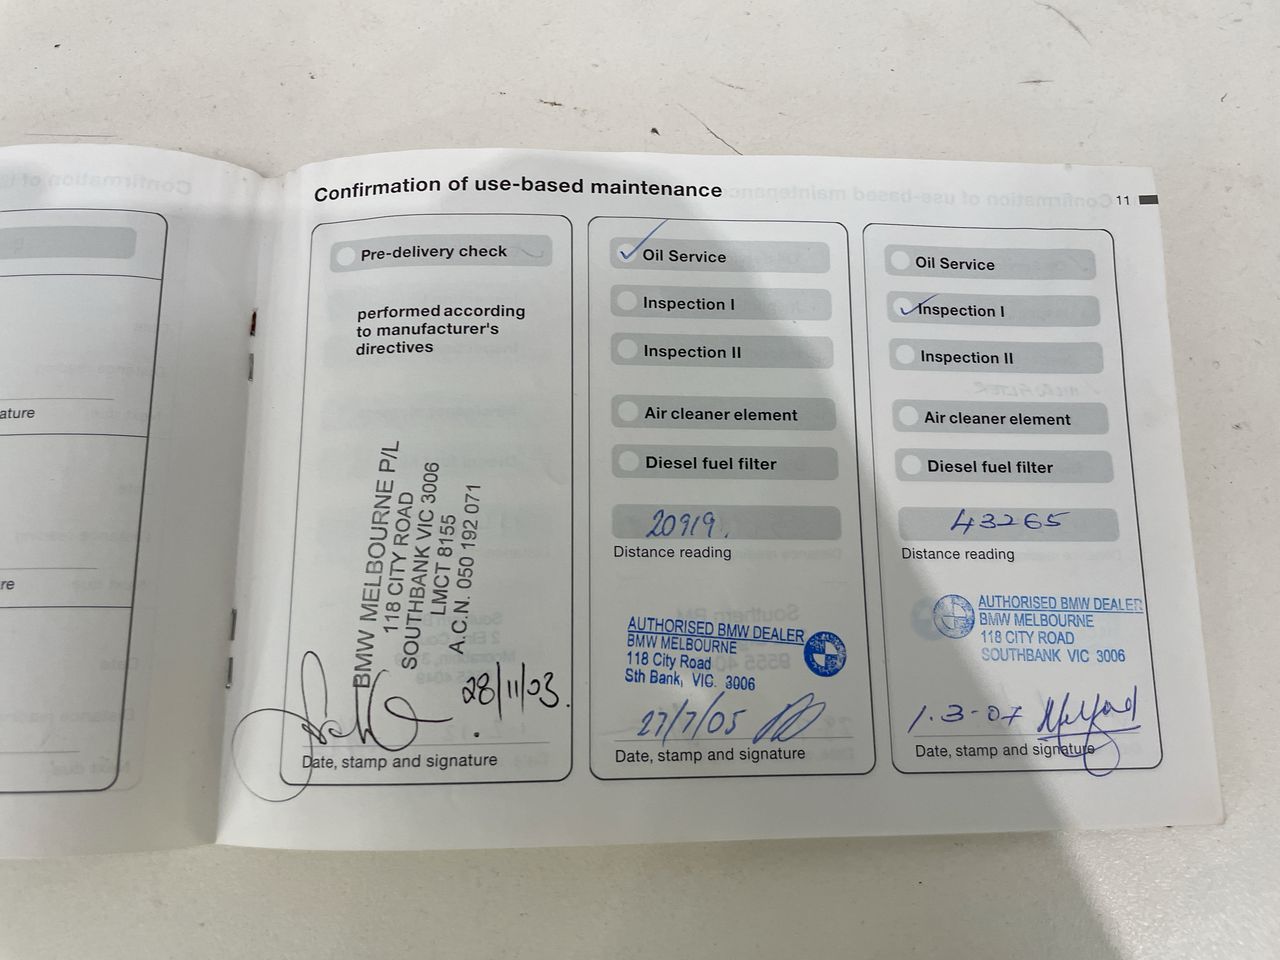 Confirmation of use-based maintenance
11
Pre-delivery check
performed according
to manufacturer's
directives
BMW MELBOURNE P/L
118 CITY ROAD
SOUTHBANK VIC 3006
LMCT 8155
A.C.N. 050 192 071
28/11/03.
Date, stamp and signature
Oil Service
Inspection I
Inspection II
Air cleaner element
Diesel fuel filter
20919.
Distance reading
AUTHORISED BMW DEALER
BMW MELBOURNE
118 City Road
Sth Bank, VIC. 3006
27/7/05
Date, stamp and signature
Oil Service
Inspection I
Inspection II
Air cleaner element
Diesel fuel filter
43265
Distance reading
AUTHORISED BMW DEALER
BMW MELBOURNE
118 CITY ROAD
SOUTHBANK VIC 3006
1.3-07
Date, stamp and signature
ature
re